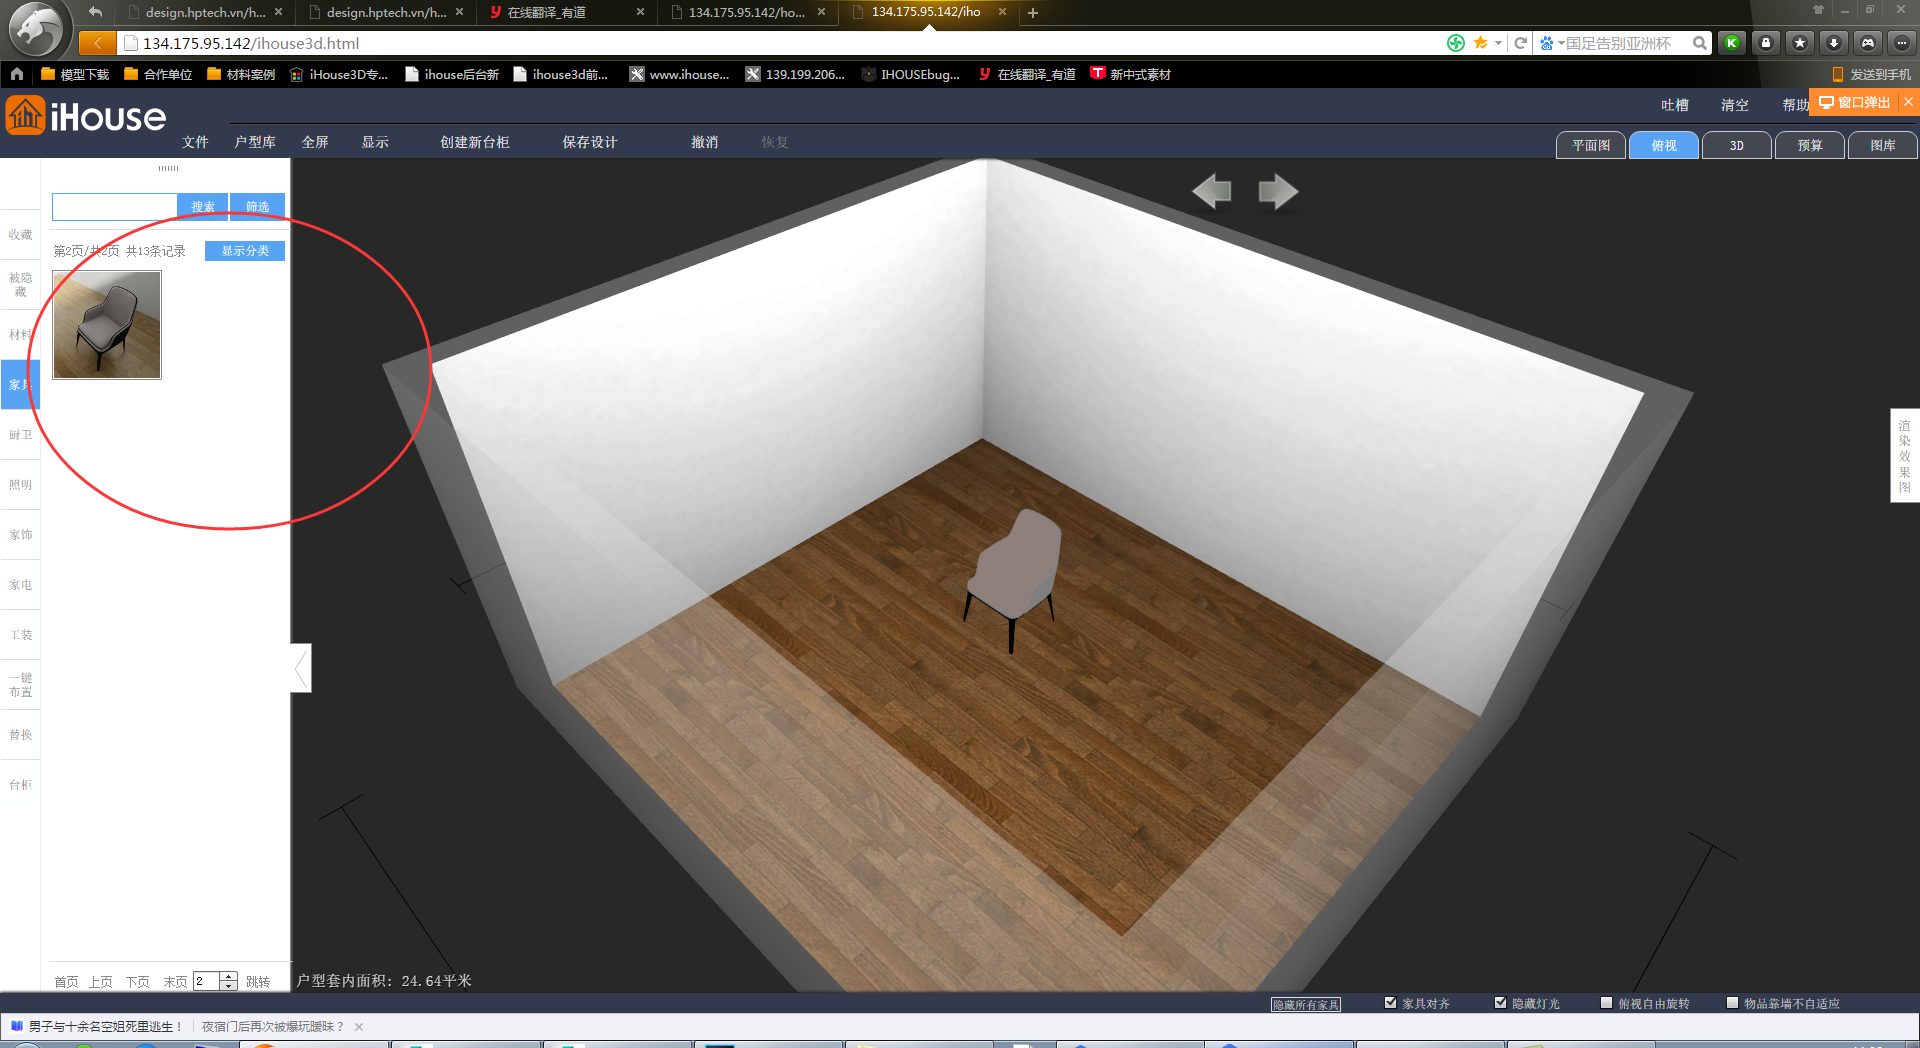 design.hptech.vn/h...
design.hptech.vn/h...
在线翻译_有道
134.175.95.142/ho...
134.175.95.142/iho
134.175.95.142/ihouse3d.html
国足告别亚洲杯
模型下载
合作单位
材料案例
iHouse3D专...
ihouse后台新
ihouse3d前...
www.ihouse...
139.199.206...
IHOUSEbug...
在线翻译_有道
新中式素材
发送到手机
iHouse
吐槽
清空
帮助
窗口弹出
文件
户型库
全屏
显示
创建新台柜
保存设计
撤消
恢复
平面图
俯视
3D
预算
图库
搜索
筛选
第2页/共2页 共13条记录
显示分类
收藏
被隐
藏
材料
家具
厨卫
照明
家饰
家电
工装
一键
布置
替换
台柜
渲
染
效
果
图
首页
上页
下页
末页
2
跳转
户型套内面积: 24.64平米
隐藏所有家具
家具对齐
隐藏灯光
俯视自由旋转
物品靠墙不自适应
男子与十余名空姐死里逃生！
夜宿门后再次被爆玩暧昧？